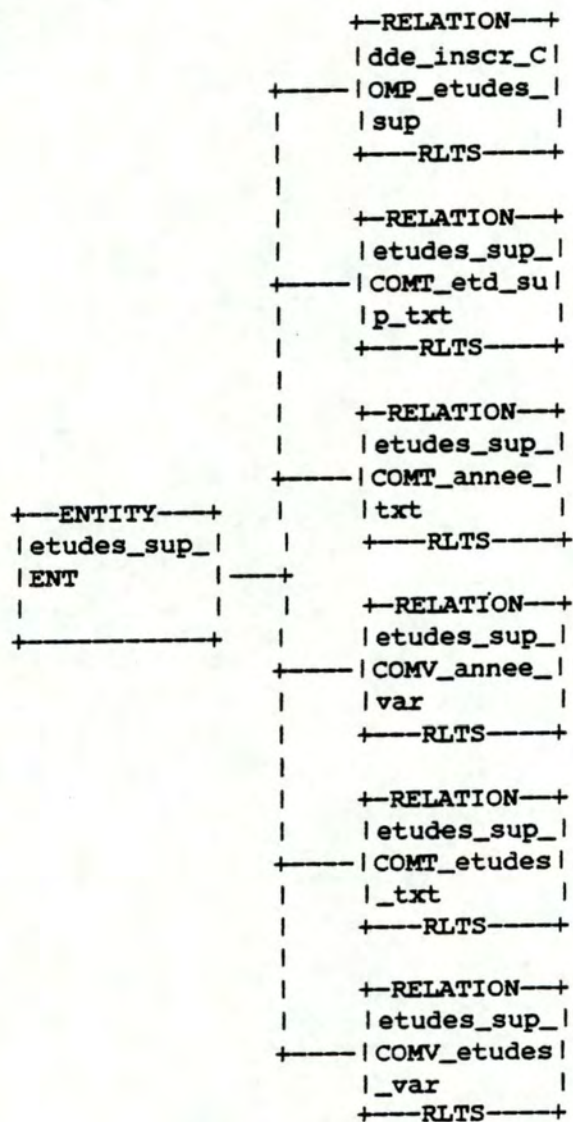 RELATION
dde_inscr_C
OMP_etudes_
sup
RLTS
RELATION
etudes_sup_
COMT_etd_su
p_txt
RLTS
RELATION
etudes_sup_
COMT_annee_
txt
RLTS
ENTITY
etudes_sup_
ENT
RELATION
etudes_sup_
COMV_annee_
var
RLTS
RELATION
etudes_sup_
COMT_etudes
_txt
RLTS
RELATION
etudes_sup_
COMV_etudes
_var
RLTS